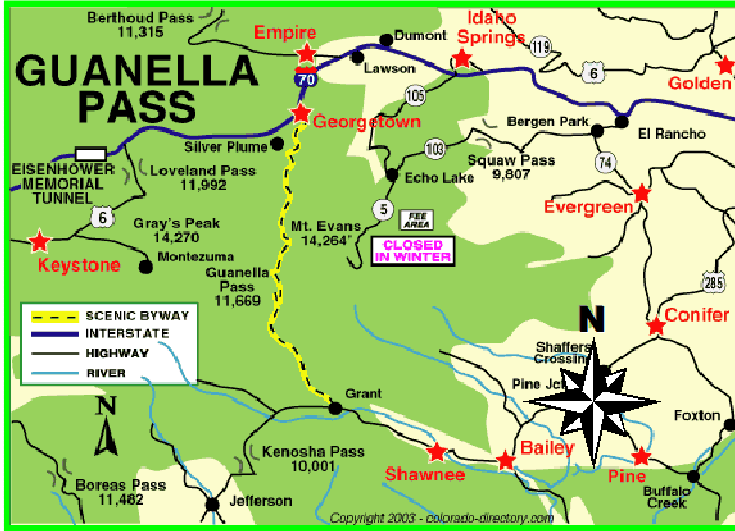 Berthoud Pass
11,315
Empire
Dumont
Idaho
Springs
119
6
Golden
GUANELLA
PASS
70
Lawson
105
Georgetown
Bergen Park
El Rancho
Silver Plume
103
Squaw Pass
9,807
74
EISENHOWER
MEMORIAL
TUNNEL
Loveland Pass
11,992
Echo Lake
6
5
FEE
AREA
Evergreen
Gray's Peak
14,270
Mt. Evans
14,264"
CLOSED
IN WINTER
Keystone
Montezuma
Guanella
Pass
11,669
285
SCENIC BYWAY
INTERSTATE
HIGHWAY
RIVER
N
Conifer
Shaffers
Crossing
Pine Jct
N
Grant
Foxton
Kenosha Pass
10,001
Bailey
Shawnee
Pine
Boreas Pass
11,482
Jefferson
Buffalo
Creek
Copyright 2003 - colorado-directory.com